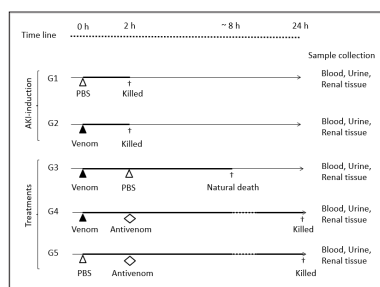 0 h 2 h ~ 8 h 24 h
Time line
Sample collection
AKI-induction
G1 Blood, Urine,
Renal tissue
PBS Killed
G2 Blood, Urine,
Renal tissue
Venom Killed
Treatments
G3 Blood, Urine,
Renal tissue
Venom PBS Natural death
G4 Blood, Urine,
Renal tissue
Venom Antivenom Killed
G5 Blood, Urine,
Renal tissue
PBS Antivenom Killed